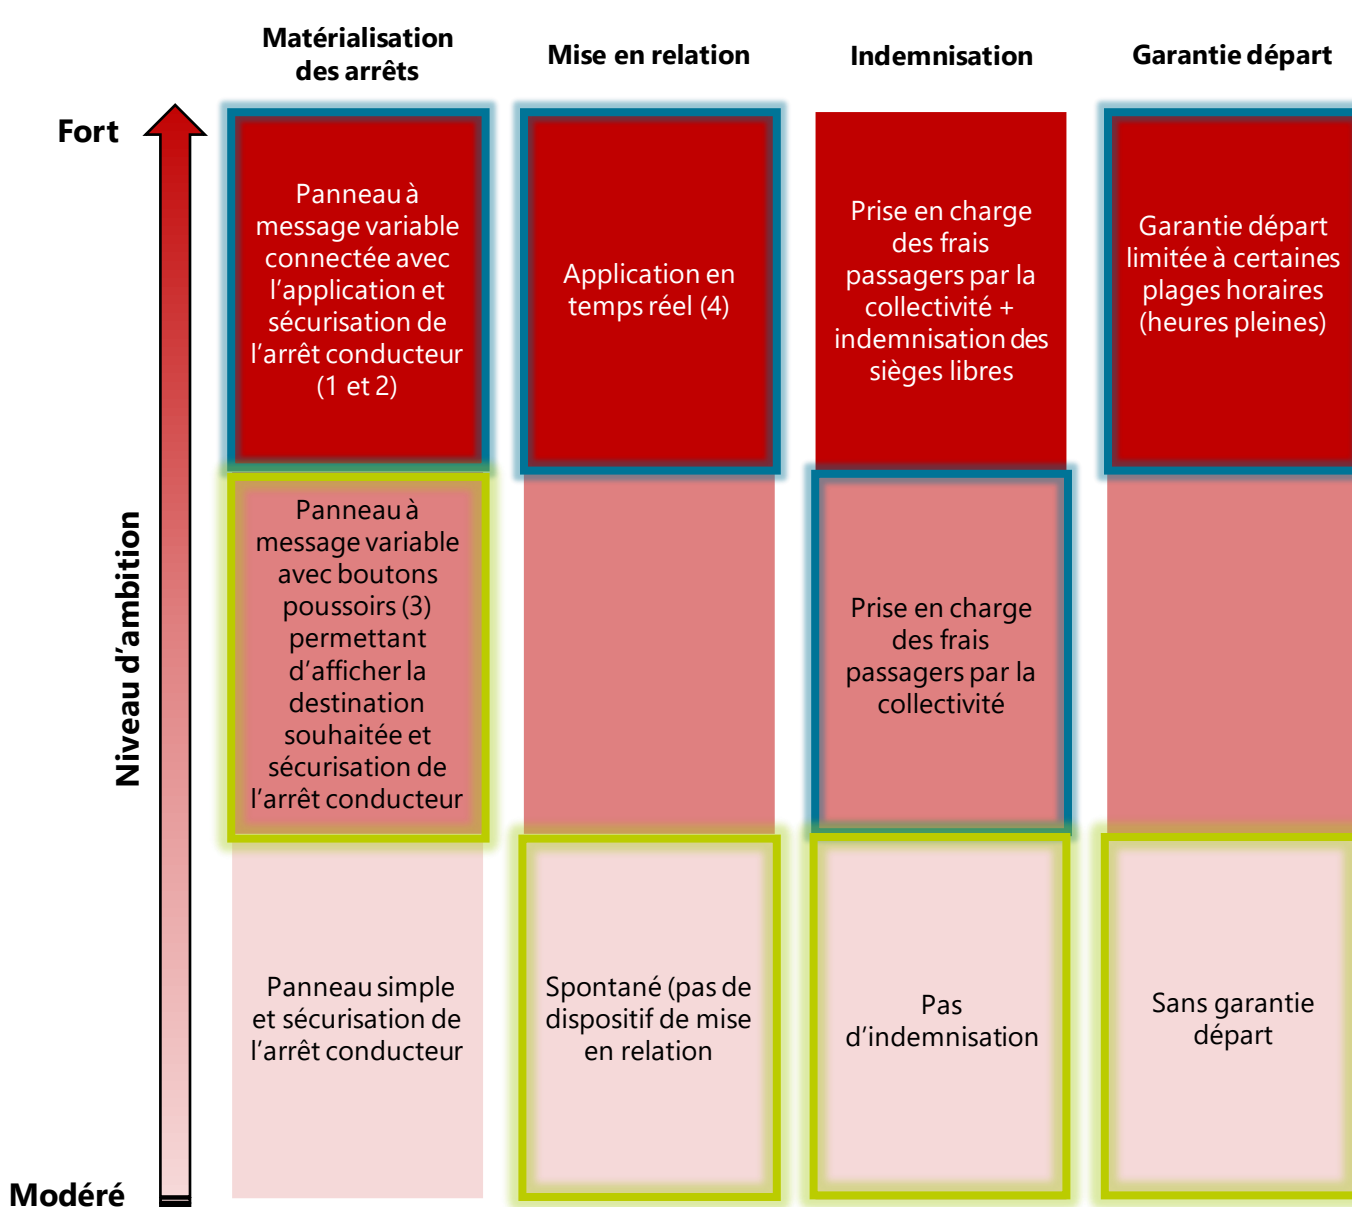 Matérialisation
des arrêts
Mise en relation
Indemnisation
Garantie départ
Fort
Niveau d'ambition
Modéré
Panneau à
message variable
connectée avec
l'application et
sécurisation de
l'arrêt conducteur
(1 et 2)
Application en
temps réel (4)
Prise en charge
des frais
passagers par la
collectivité +
indemnisation des
sièges libres
Garantie départ
limitée à certaines
plages horaires
(heures pleines)
Panneau à
message variable
avec boutons
poussoirs (3)
permettant
d'afficher la
destination
souhaitée et
sécurisation de
l'arrêt conducteur
Prise en charge
des frais
passagers par la
collectivité
Panneau simple
et sécurisation de
l'arrêt conducteur
Spontané (pas de
dispositif de mise
en relation
Pas
d'indemnisation
Sans garantie
départ